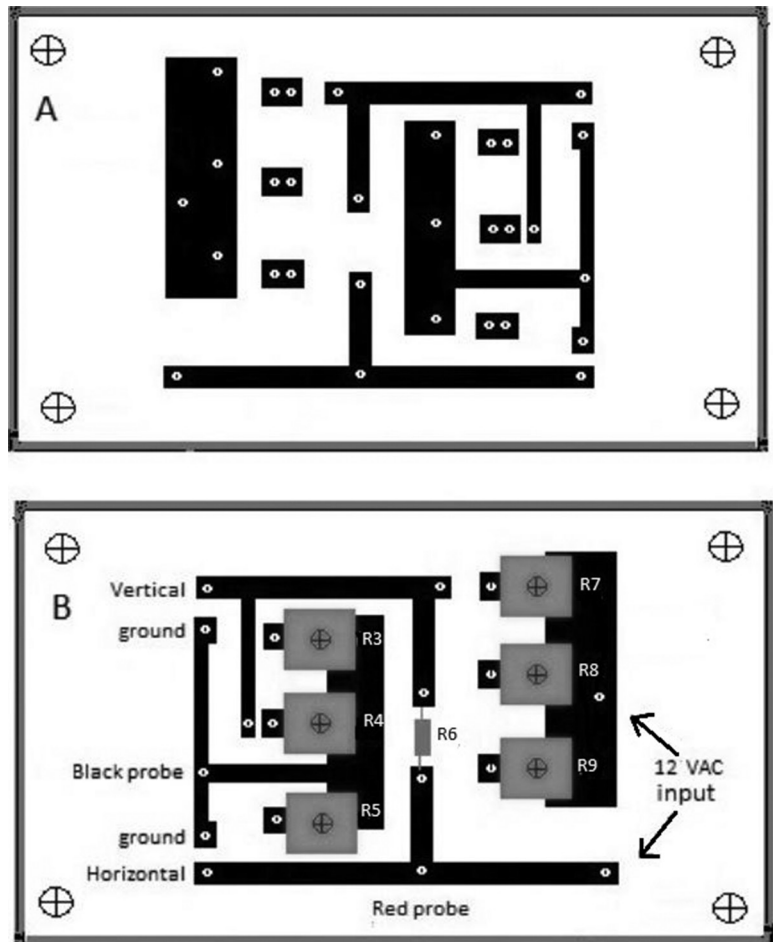 A
B
Vertical
ground
Black probe
ground
Horizontal
R3
R4
R5
R6
R7
R8
R9
12 VAC
input
Red probe